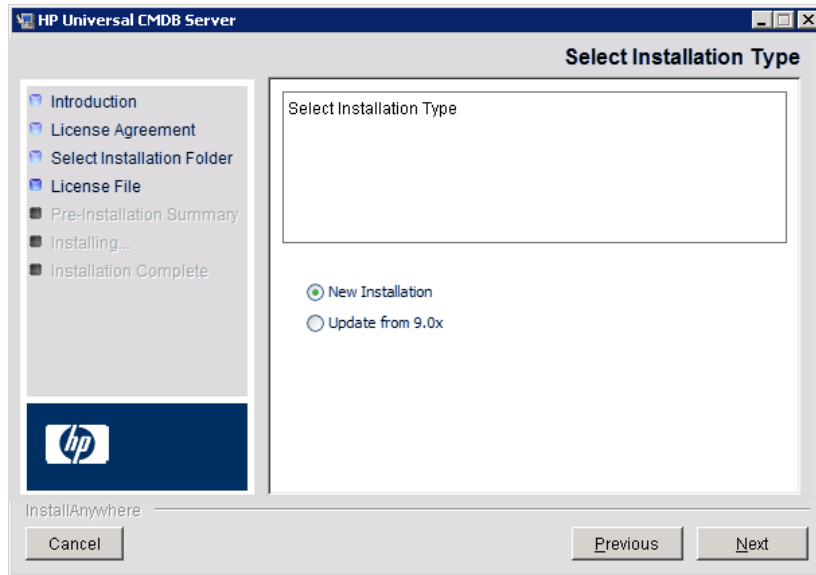 HP Universal CMDB Server
Select Installation Type
Introduction
License Agreement
Select Installation Folder
License File
Pre-Installation Summary
Installing...
Installation Complete
hp
Select Installation Type
New Installation
Update from 9.0x
InstallAnywhere
Cancel
Previous
Next